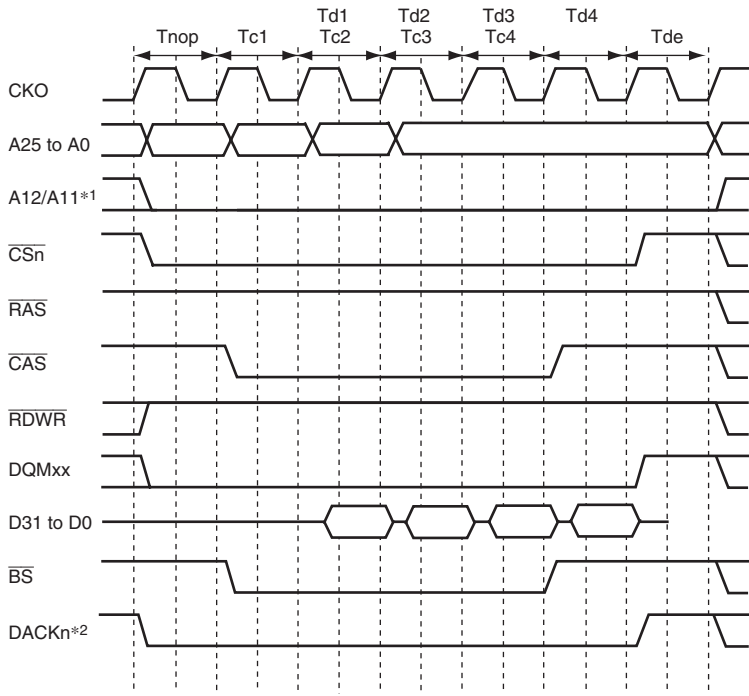 Td1 Td2 Td3 Td4
Tnop Tc1 Tc2 Tc3 Tc4 Tde
CKO
A25 to A0
A12/A11*1
CSn
RAS
CAS
RDWR
DQMxx
D31 to D0
BS
DACKn*2